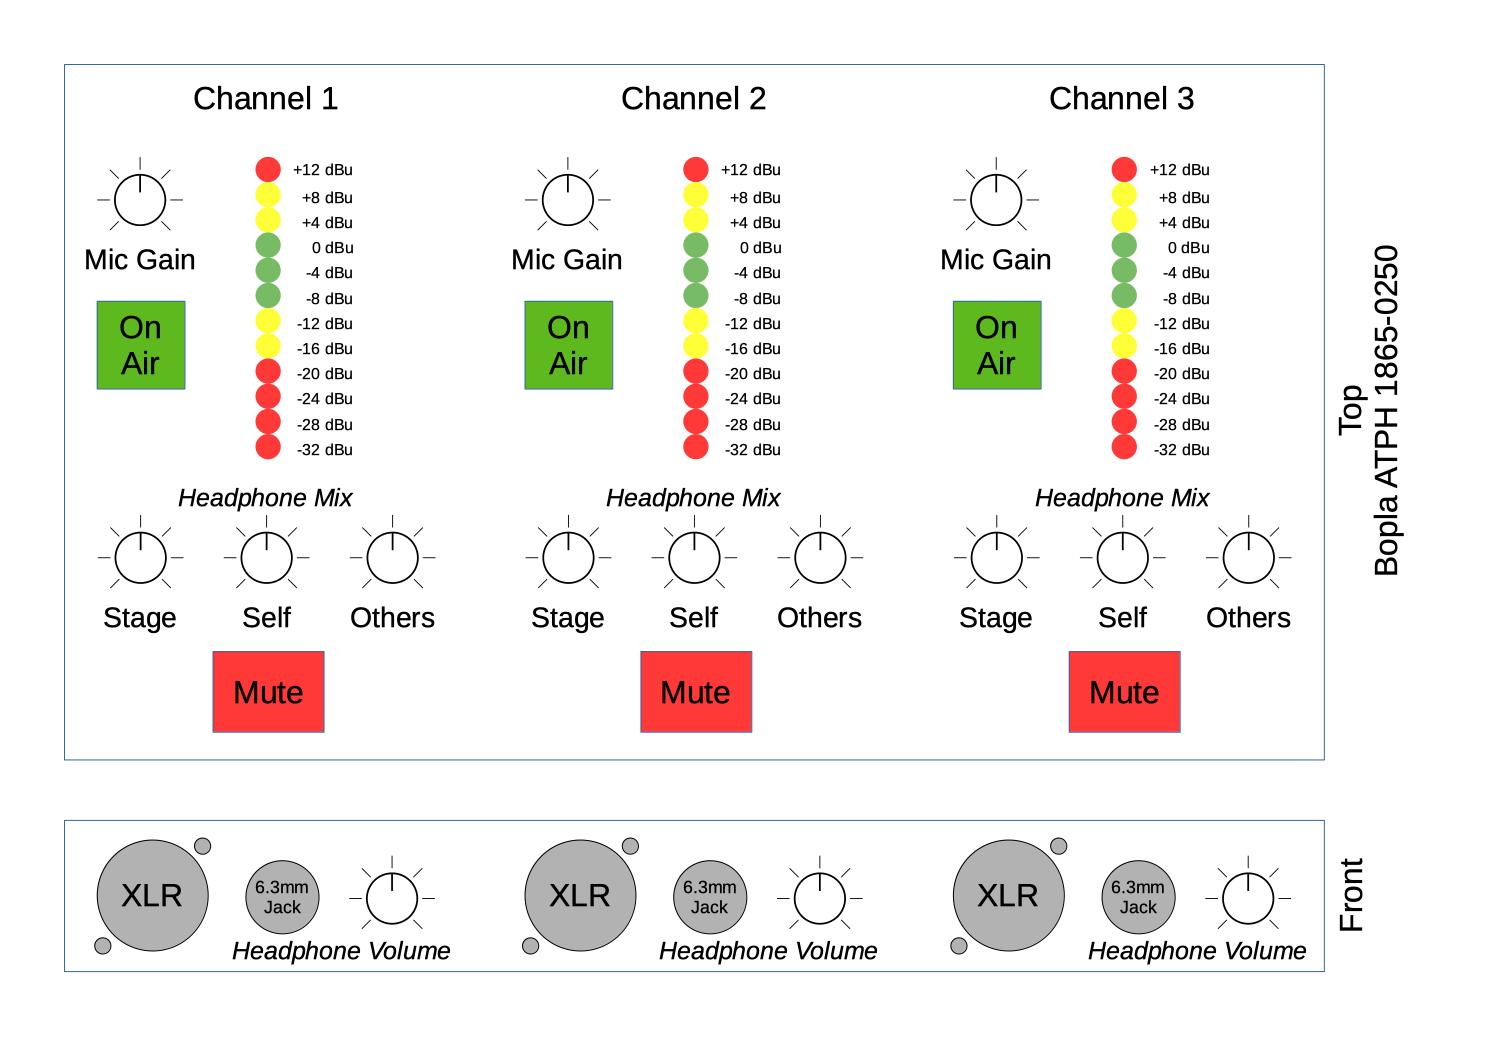 Channel 1
+12 dBu
+8 dBu
+4 dBu
0 dBu
-4 dBu
-8 dBu
-12 dBu
-16 dBu
-20 dBu
-24 dBu
-28 dBu
-32 dBu
Mic Gain
On
Air
Headphone Mix
Stage
Self
Others
Mute
Channel 2
+12 dBu
+8 dBu
+4 dBu
0 dBu
-4 dBu
-8 dBu
-12 dBu
-16 dBu
-20 dBu
-24 dBu
-28 dBu
-32 dBu
Mic Gain
On
Air
Headphone Mix
Stage
Self
Others
Mute
Channel 3
+12 dBu
+8 dBu
+4 dBu
0 dBu
-4 dBu
-8 dBu
-12 dBu
-16 dBu
-20 dBu
-24 dBu
-28 dBu
-32 dBu
Mic Gain
On
Air
Headphone Mix
Stage
Self
Others
Mute
Top
Bopla ATPH 1865-0250
XLR
6.3mm
Jack
Headphone Volume
XLR
6.3mm
Jack
Headphone Volume
XLR
6.3mm
Jack
Headphone Volume
Front